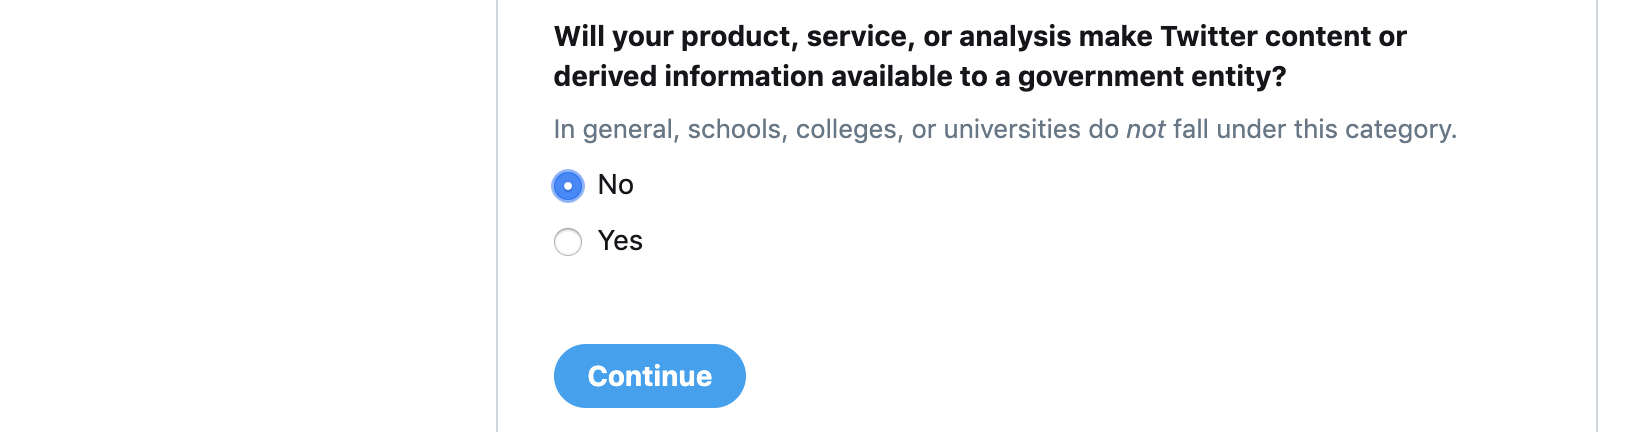 Will your product, service, or analysis make Twitter content or
derived information available to a government entity?
In general, schools, colleges, or universities do not fall under this category.
No
Yes
Continue